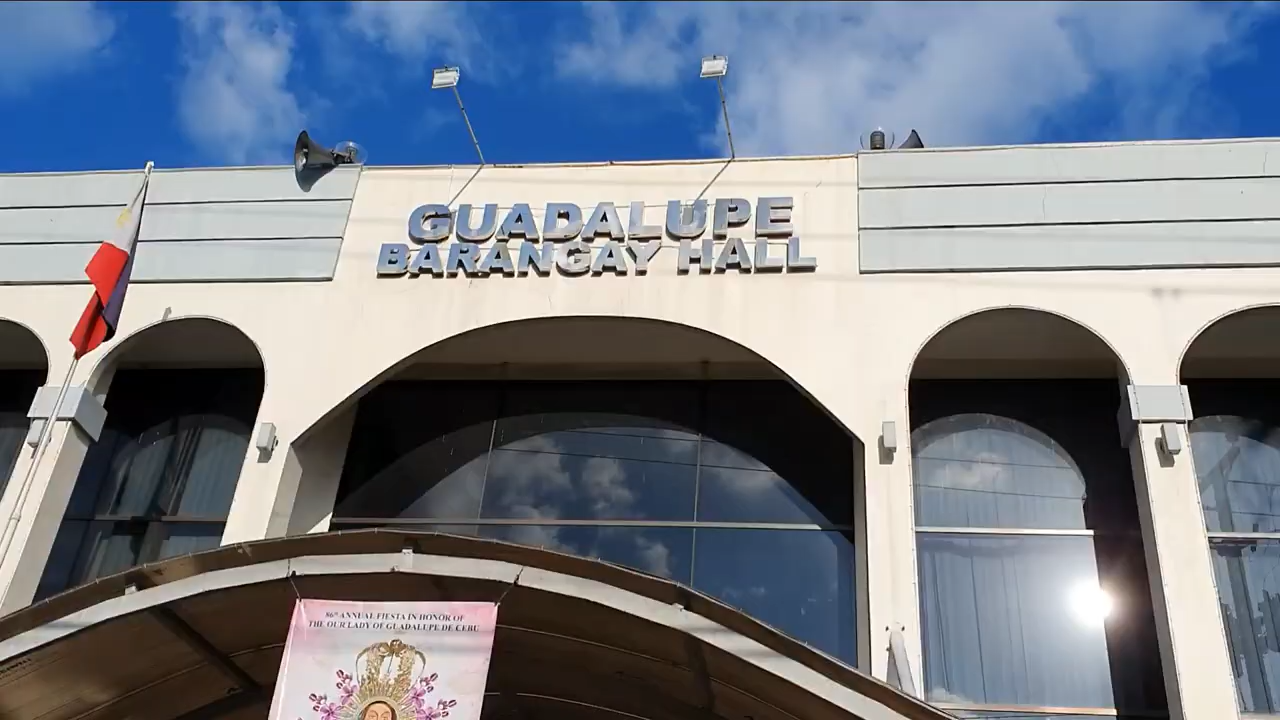 GUADALUPE
BARANGAY HALL
86th ANNUAL FIESTA IN HONOR OF
THE OUR LADY OF GUADALUPE DE CEBU